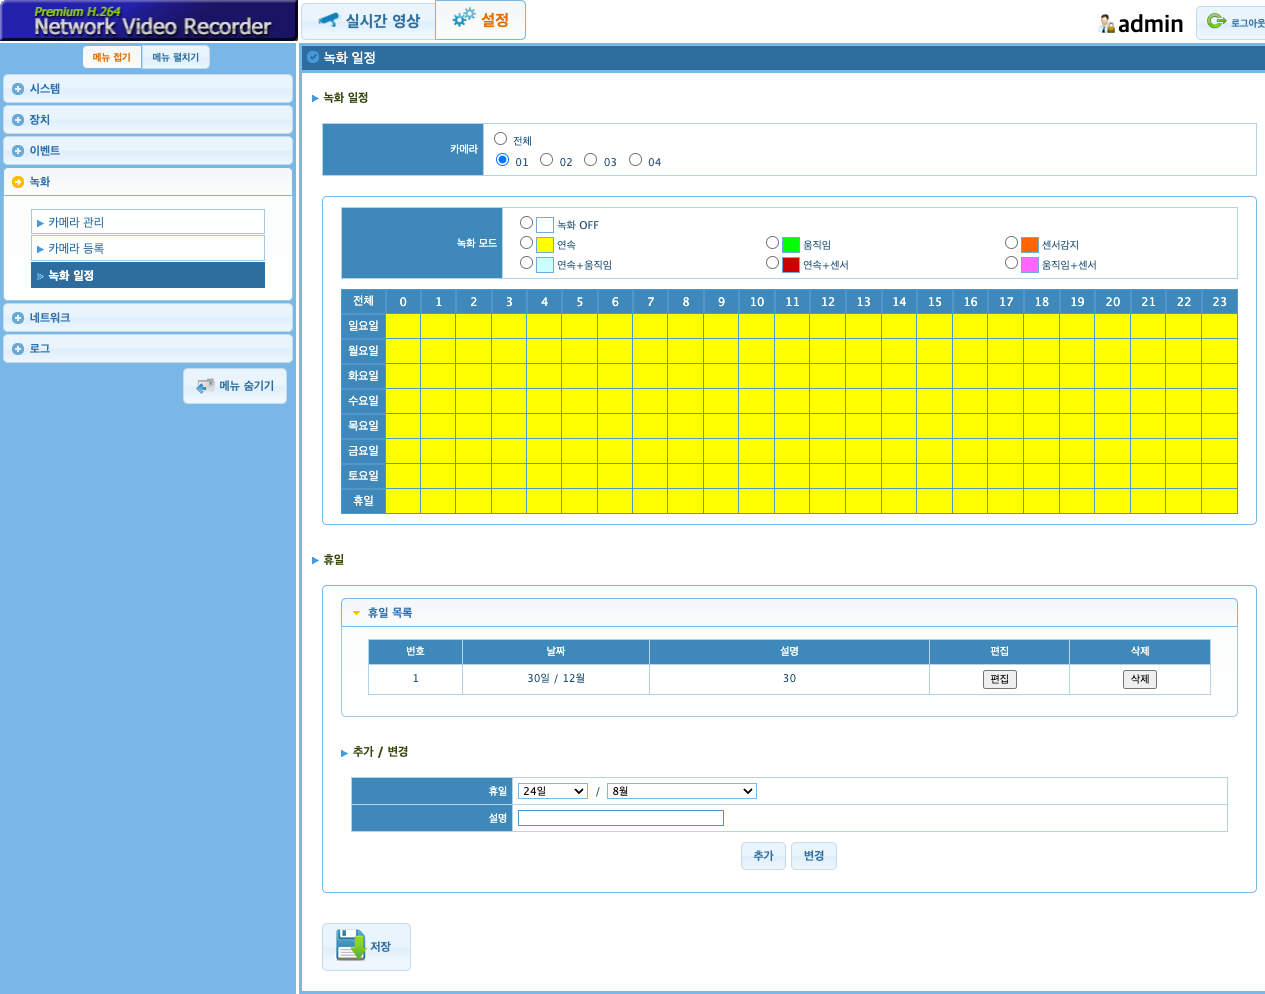 Premium H.264
Network Video Recorder
실시간 영상
설정
admin
로그아웃
메뉴 접기
메뉴 펼치기
시스템
장치
이벤트
녹화
카메라 관리
카메라 등록
녹화 일정
네트워크
로그
메뉴 숨기기
녹화 일정
녹화 일정
카메라
전체
01 02 03 04
녹화 모드
녹화 OFF
연속 움직임 센서감지
연속+움직임 연속+센서 움직임+센서
전체 0 1 2 3 4 5 6 7 8 9 10 11 12 13 14 15 16 17 18 19 20 21 22 23
일요일
월요일
화요일
수요일
목요일
금요일
토요일
휴일
휴일
휴일 목록
번호 날짜 설명 편집 삭제
1 30일 / 12월 30 편집 삭제
추가 / 변경
휴일 24일 / 8월
설명
추가 변경
저장